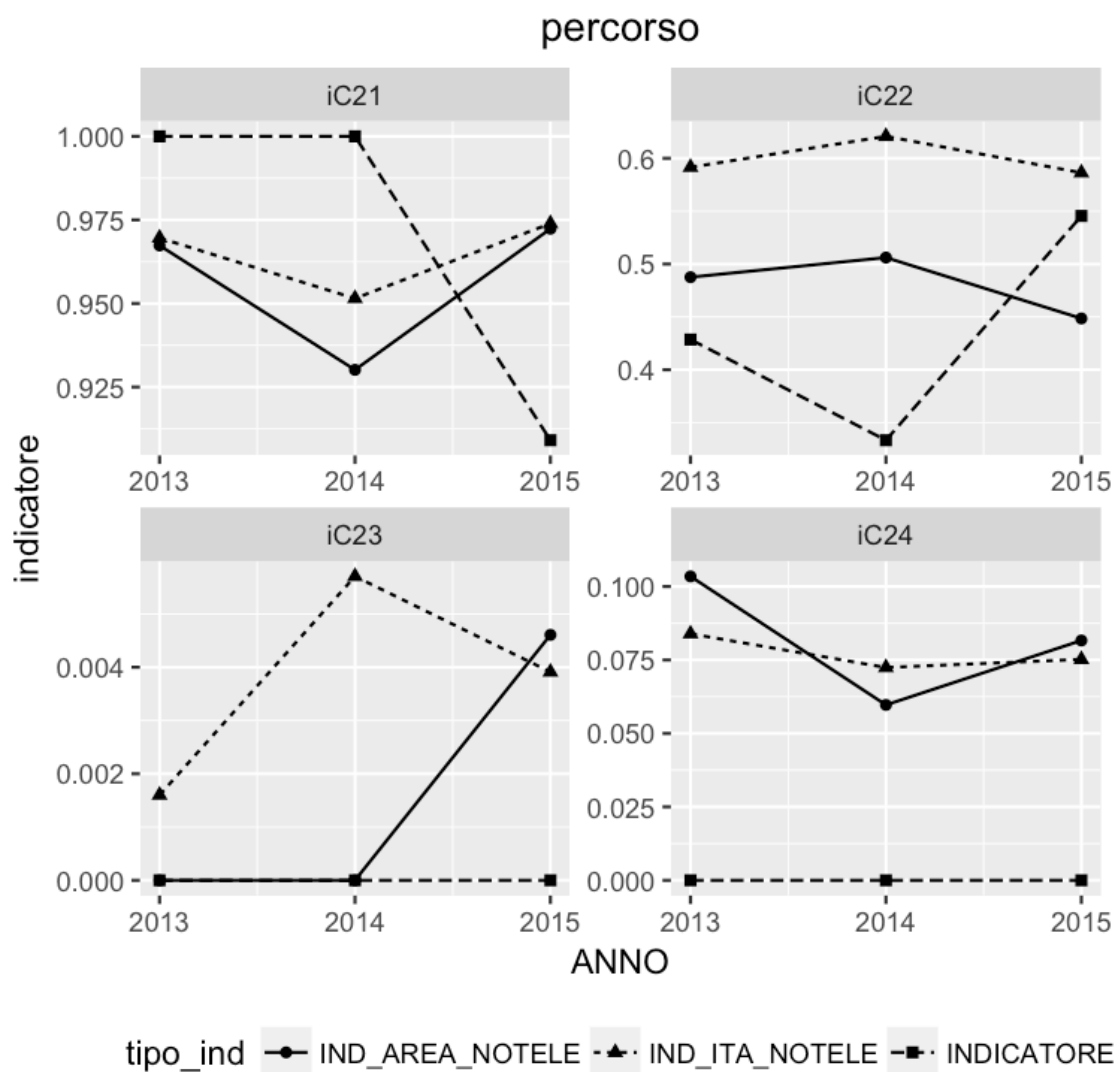 percorso
iC21
iC22
1.000
0.975
0.950
0.925
0.6
0.5
0.4
2013 2014 2015
2013 2014 2015
indicatore
iC23
iC24
0.004
0.002
0.000
0.100
0.075
0.050
0.025
0.000
2013 2014 2015
2013 2014 2015
ANNO
tipo_ind IND_AREA_NOTELE IND_ITA_NOTELE INDICATORE